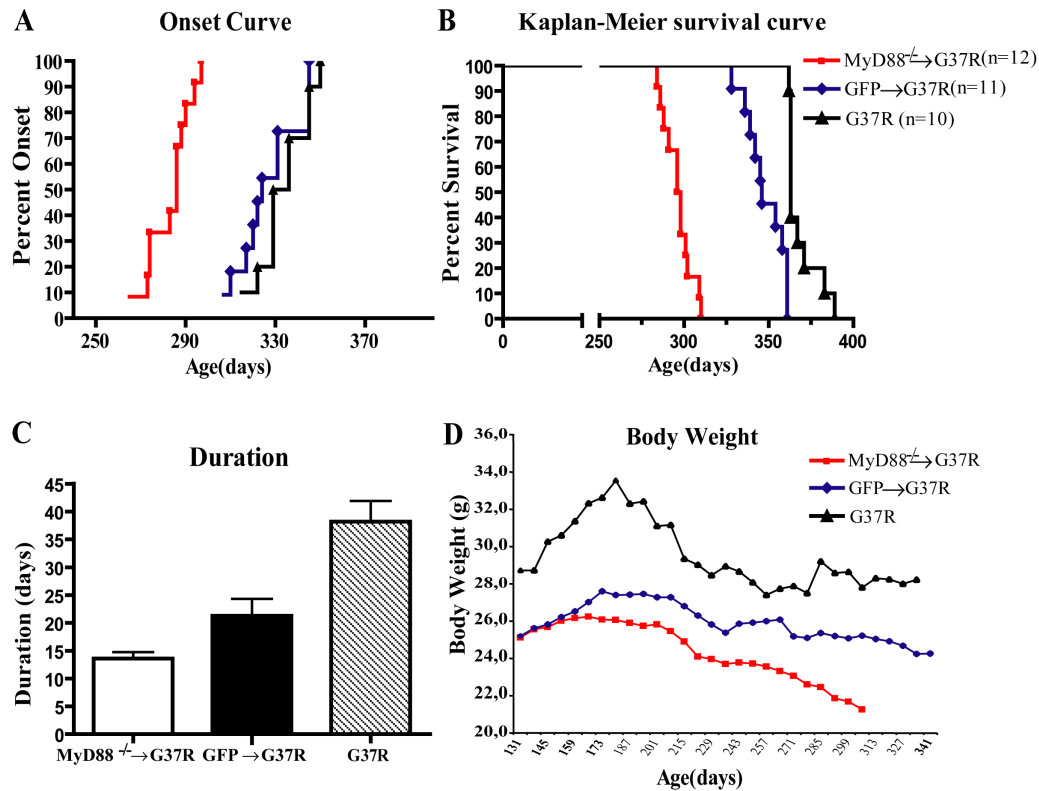 A
Onset Curve
Percent Onset
100
90
80
70
60
50
40
30
20
10
0
250 290 330 370
Age(days)
B
Kaplan-Meier survival curve
Percent Survival
100
90
80
70
60
50
40
30
20
10
0
0 250 300 350 400
Age(days)
MyD88-/-→G37R(n=12)
GFP→G37R(n=11)
G37R (n=10)
C
Duration
Duration (days)
45
40
35
30
25
20
15
10
5
0
MyD88 -/-→G37R GFP→G37R G37R
D
Body Weight
Body Weight (g)
36,0
34,0
32,0
30,0
28,0
26,0
24,0
22,0
20,0
131 145 159 173 187 201 215 229 243 257 271 285 299 313 327 341
Age(days)
MyD88-/-→G37R
GFP→G37R
G37R